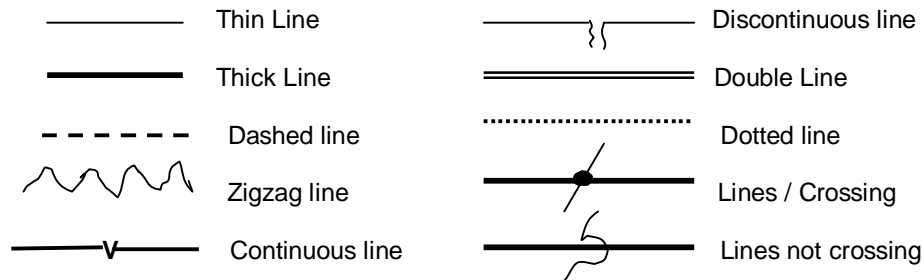 Thin Line
Discontinuous line
Thick Line
Double Line
Dashed line
Dotted line
Zigzag line
Lines / Crossing
V
Continuous line
Lines not crossing